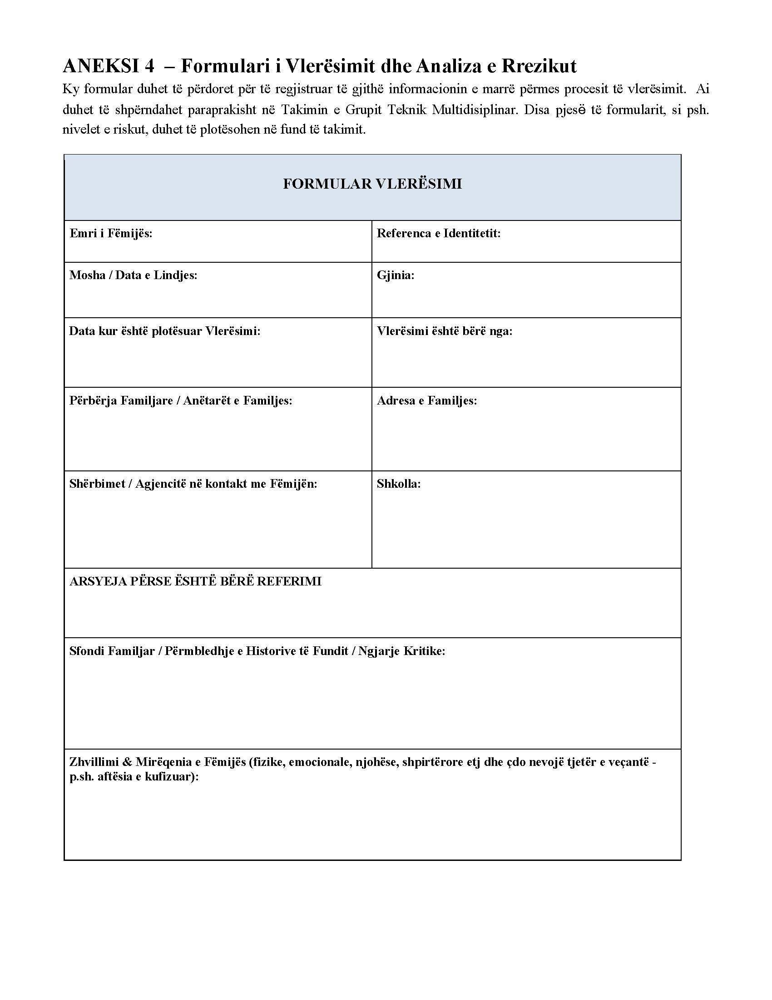 ANEKSI 4 – Formulari i Vlerësimit dhe Analiza e Rrezikut
Ky formular duhet të përdoret për të regjistruar të gjithë informacionin e marrë përmes procesit të vlerësimit. Ai
duhet të shpërndahet paraprakisht në Takimin e Grupit Teknik Multidisiplinar. Disa pjesë të formularit, si psh.
nivelet e riskut, duhet të plotësohen në fund të takimit.
FORMULAR VLERËSIMI
Emri i Fëmijës:
Referenca e Identitetit:
Mosha / Data e Lindjes:
Gjinia:
Data kur është plotësuar Vlerësimi:
Vlerësimi është bërë nga:
Përbërja Familjare / Anëtarët e Familjes:
Adresa e Familjes:
Shërbimet / Agjencitë në kontakt me Fëmijën:
Shkolla:
ARSYEJA PËRSE ËSHTË BËRË REFERIMI
Sfondi Familjar / Përmbledhje e Historive të Fundit / Ngjarje Kritike:
Zhvillimi & Mirëqenia e Fëmijës (fizike, emocionale, njohëse, shpirtërore etj dhe çdo nevojë tjetër e veçantë -
p.sh. aftësia e kufizuar):